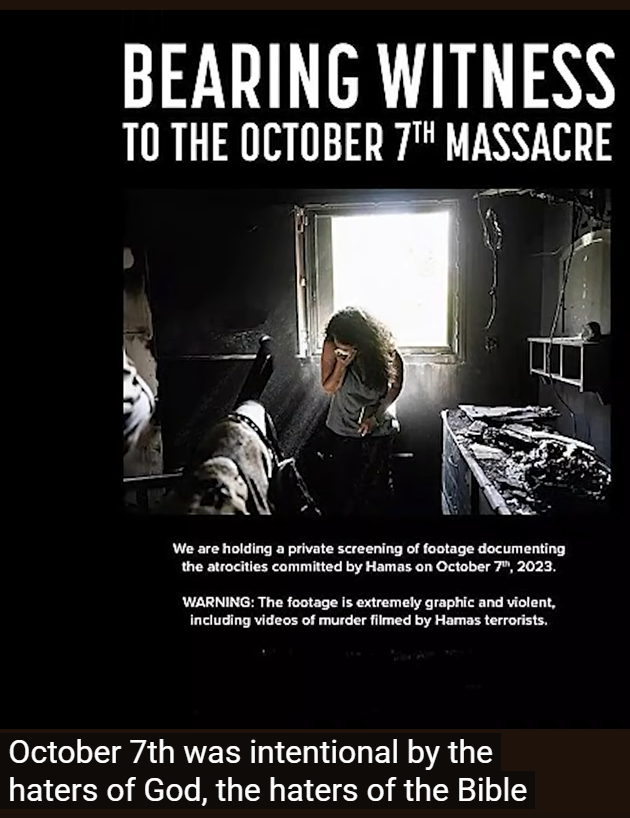 BEARING WITNESS
TO THE OCTOBER 7TH MASSACRE
We are holding a private screening of footage documenting
the atrocities committed by Hamas on October 7th, 2023.
WARNING: The footage is extremely graphic and violent,
including videos of murder filmed by Hamas terrorists.
October 7th was intentional by the
haters of God, the haters of the Bible